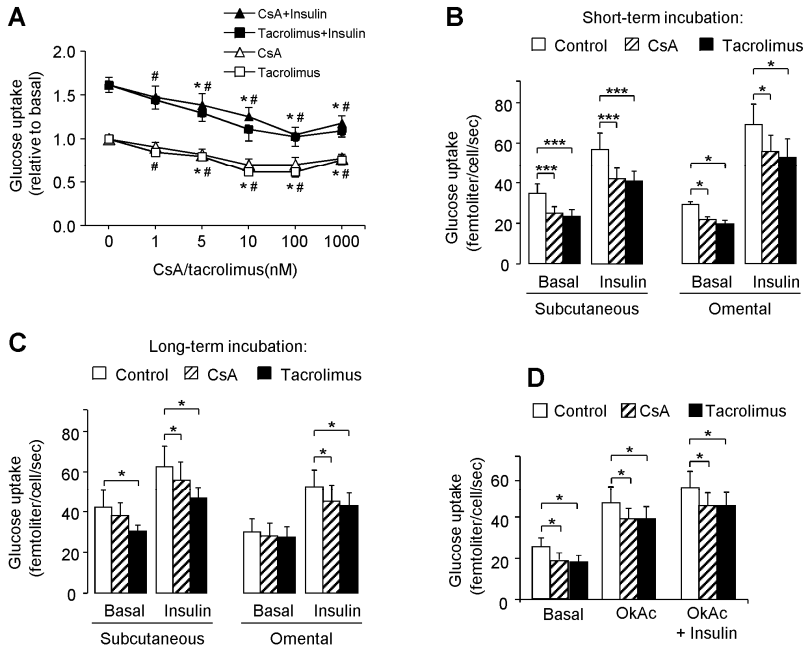 A
CsA+Insulin
Tacrolimus+Insulin
CsA
Tacrolimus
Glucose uptake
(relative to basal)
2.0
1.5
1.0
0.5
0.0
# *# *# *# *#
# *# *# *# *#
0 1 5 10 100 1000
CsA/tacrolimus(nM)
B
Short-term incubation:
Control CsA Tacrolimus
Glucose uptake
(femtoliter/cell/sec)
80
60
40
20
0
*** *** *** *** * * * *
Basal Insulin Basal Insulin
Subcutaneous Omental
C
Long-term incubation:
Control CsA Tacrolimus
Glucose uptake
(femtoliter/cell/sec)
80
60
40
20
0
* * * * *
Basal Insulin Basal Insulin
Subcutaneous Omental
D
Control CsA Tacrolimus
Glucose uptake
(femtoliter/cell/sec)
60
40
20
0
* * * * * *
Basal OkAc OkAc
+ Insulin